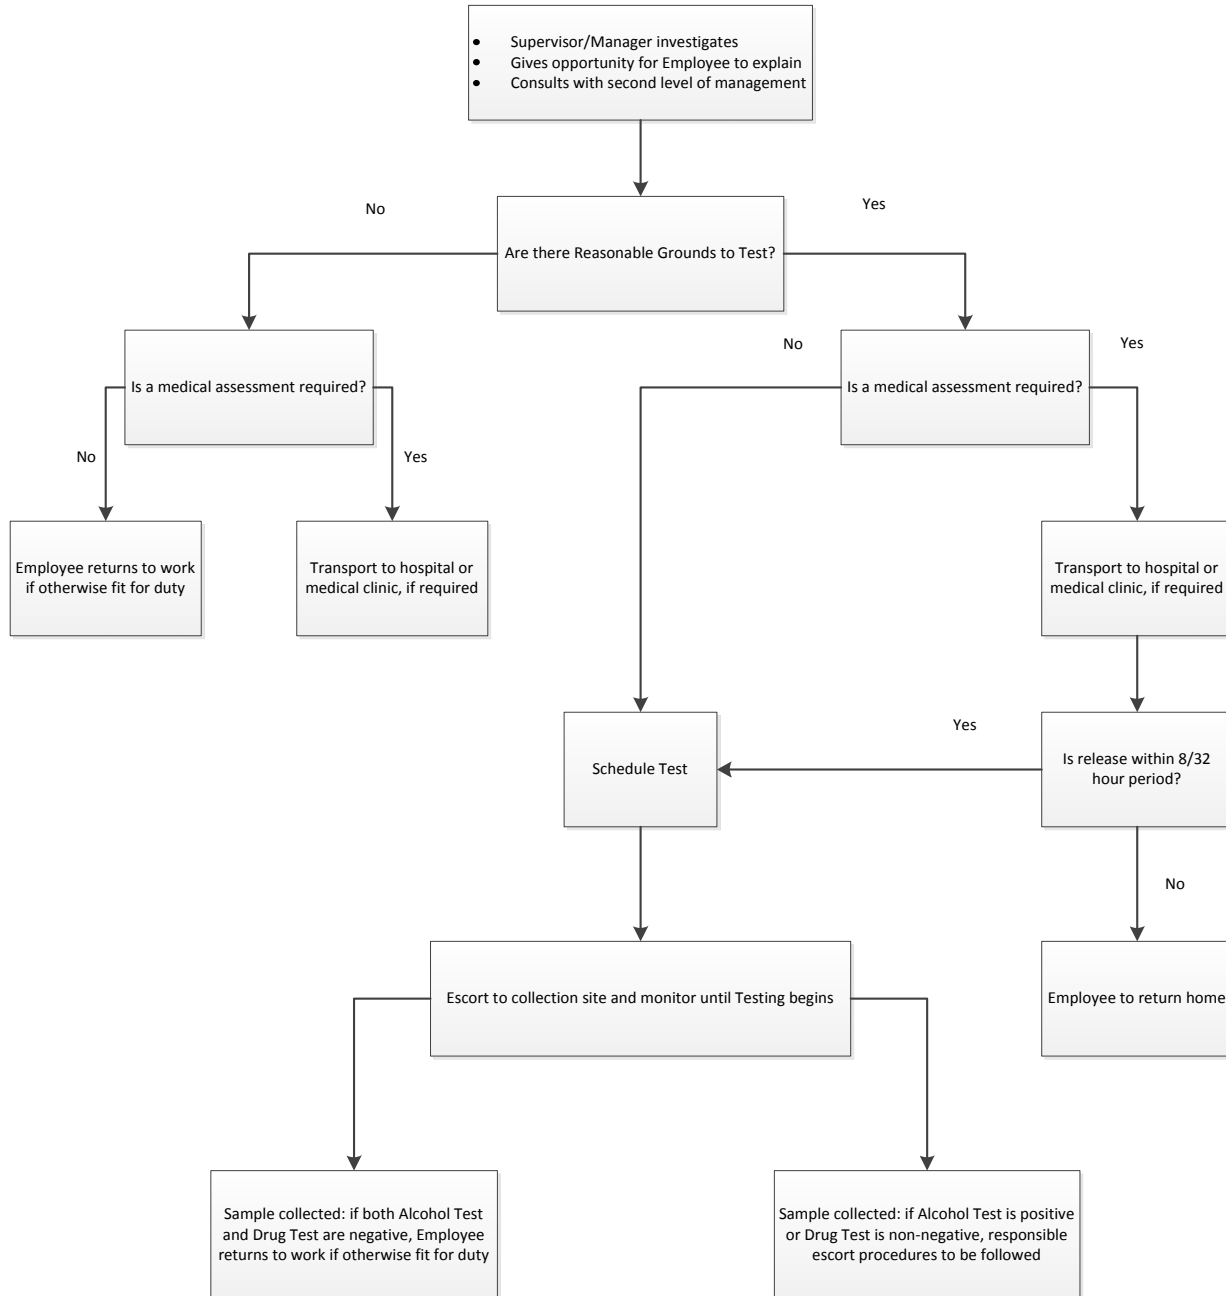 • Supervisor/Manager investigates
• Gives opportunity for Employee to explain
• Consults with second level of management
No
Yes
Are there Reasonable Grounds to Test?
No
Yes
Is a medical assessment required?
Is a medical assessment required?
No
Yes
Employee returns to work
if otherwise fit for duty
Transport to hospital or
medical clinic, if required
Transport to hospital or
medical clinic, if required
Yes
Schedule Test
Is release within 8/32
hour period?
No
Escort to collection site and monitor until Testing begins
Employee to return home
Sample collected: if both Alcohol Test
and Drug Test are negative, Employee
returns to work if otherwise fit for duty
Sample collected: if Alcohol Test is positive
or Drug Test is non-negative, responsible
escort procedures to be followed